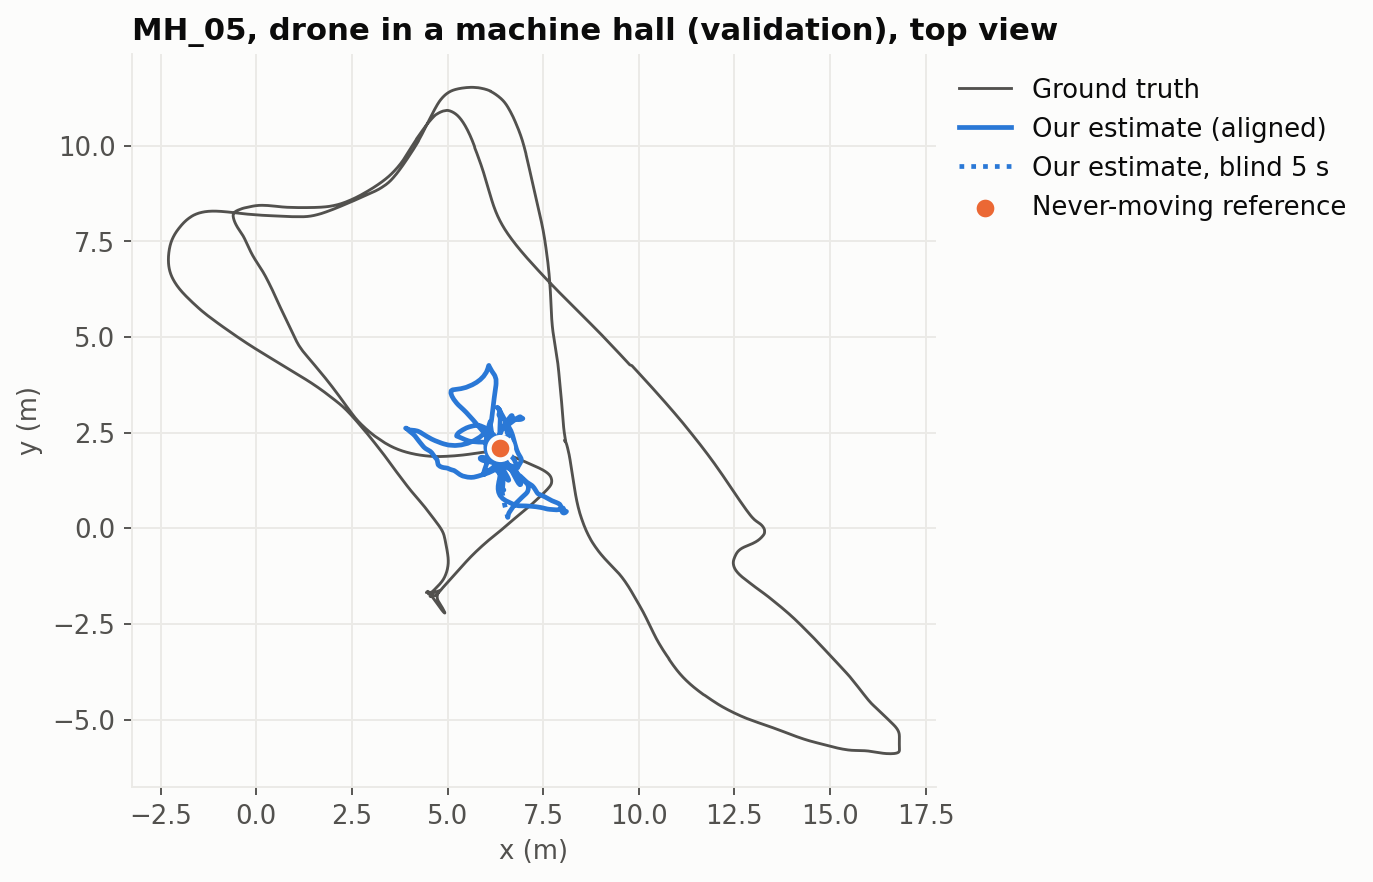 MH_05, drone in a machine hall (validation), top view
Ground truth
Our estimate (aligned)
Our estimate, blind 5 s
Never-moving reference
10.0
7.5
5.0
2.5
0.0
−2.5
−5.0
y (m)
−2.5 0.0 2.5 5.0 7.5 10.0 12.5 15.0 17.5
x (m)